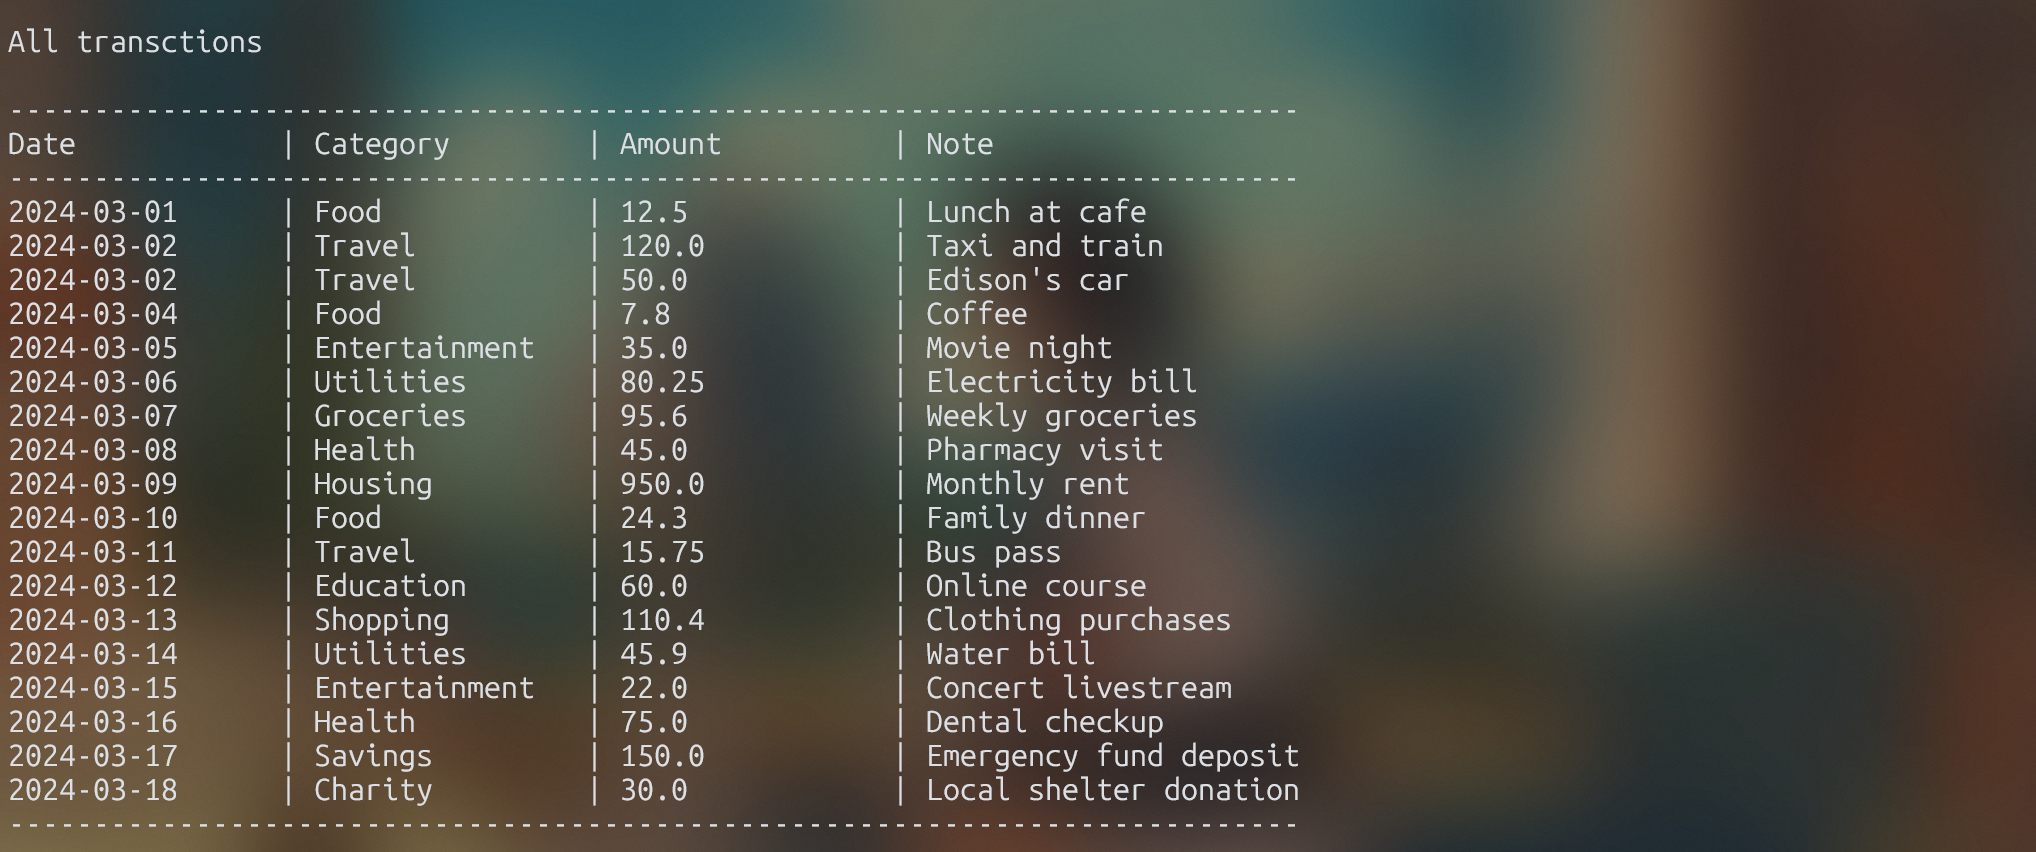 All transctions
----------------------------------------------------------------------------
Date            | Category        | Amount          | Note
----------------------------------------------------------------------------
2024-03-01      | Food            | 12.5            | Lunch at cafe
2024-03-02      | Travel          | 120.0           | Taxi and train
2024-03-02      | Travel          | 50.0            | Edison's car
2024-03-04      | Food            | 7.8             | Coffee
2024-03-05      | Entertainment   | 35.0            | Movie night
2024-03-06      | Utilities       | 80.25           | Electricity bill
2024-03-07      | Groceries       | 95.6            | Weekly groceries
2024-03-08      | Health          | 45.0            | Pharmacy visit
2024-03-09      | Housing         | 950.0           | Monthly rent
2024-03-10      | Food            | 24.3            | Family dinner
2024-03-11      | Travel          | 15.75           | Bus pass
2024-03-12      | Education       | 60.0            | Online course
2024-03-13      | Shopping        | 110.4           | Clothing purchases
2024-03-14      | Utilities       | 45.9            | Water bill
2024-03-15      | Entertainment   | 22.0            | Concert livestream
2024-03-16      | Health          | 75.0            | Dental checkup
2024-03-17      | Savings         | 150.0           | Emergency fund deposit
2024-03-18      | Charity         | 30.0            | Local shelter donation
----------------------------------------------------------------------------